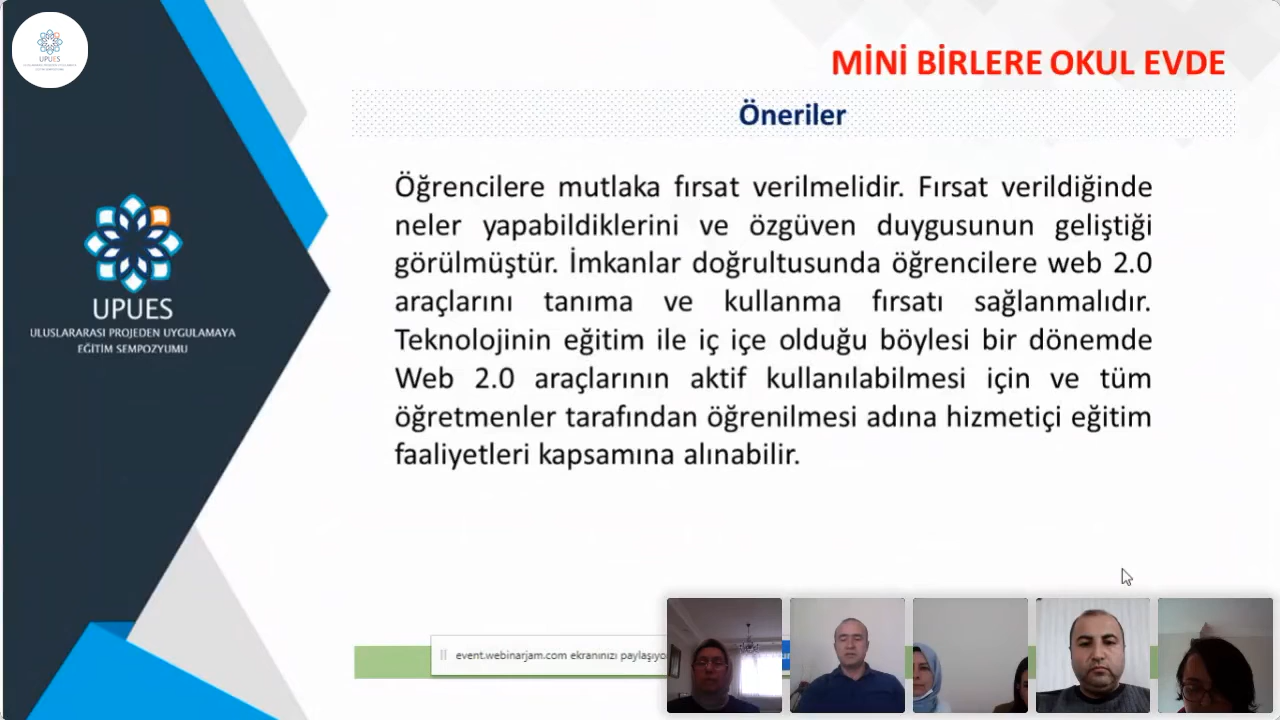 UPUES
MİNİ BİRLERE OKUL EVDE
Öneriler
Öğrencilere mutlaka fırsat verilmelidir. Fırsat verildiğinde
neler yapabildiklerini ve özgüven duygusunun geliştiği
görülmüştür. İmkanlar doğrultusunda öğrencilere web 2.0
araçlarını tanıma ve kullanma fırsatı sağlanmalıdır.
Teknolojinin eğitim ile iç içe olduğu böylesi bir dönemde
Web 2.0 araçlarının aktif kullanılabilmesi için ve tüm
öğretmenler tarafından öğrenilmesi adına hizmetiçi eğitim
faaliyetleri kapsamına alınabilir.
UPUES
ULUSLARARASI PROJEDEN UYGULAMAYA
EĞİTİM SEMPOZYUMU
event.webinarjam.com ekranınızı